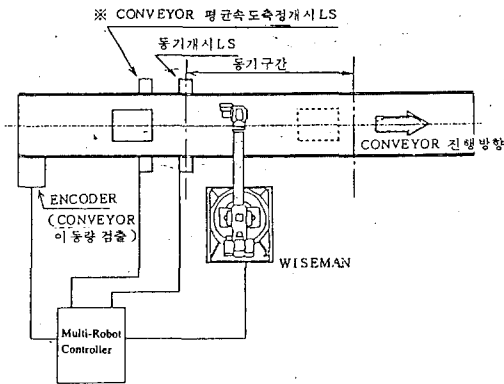 ※ CONVEYOR 평균속도측정개시LS
동기개시LS
동기구간
CONVEYOR 진행방향
ENCODER
(CONVEYOR
이동량 검출)
WISEMAN
Multi-Robot
Controller